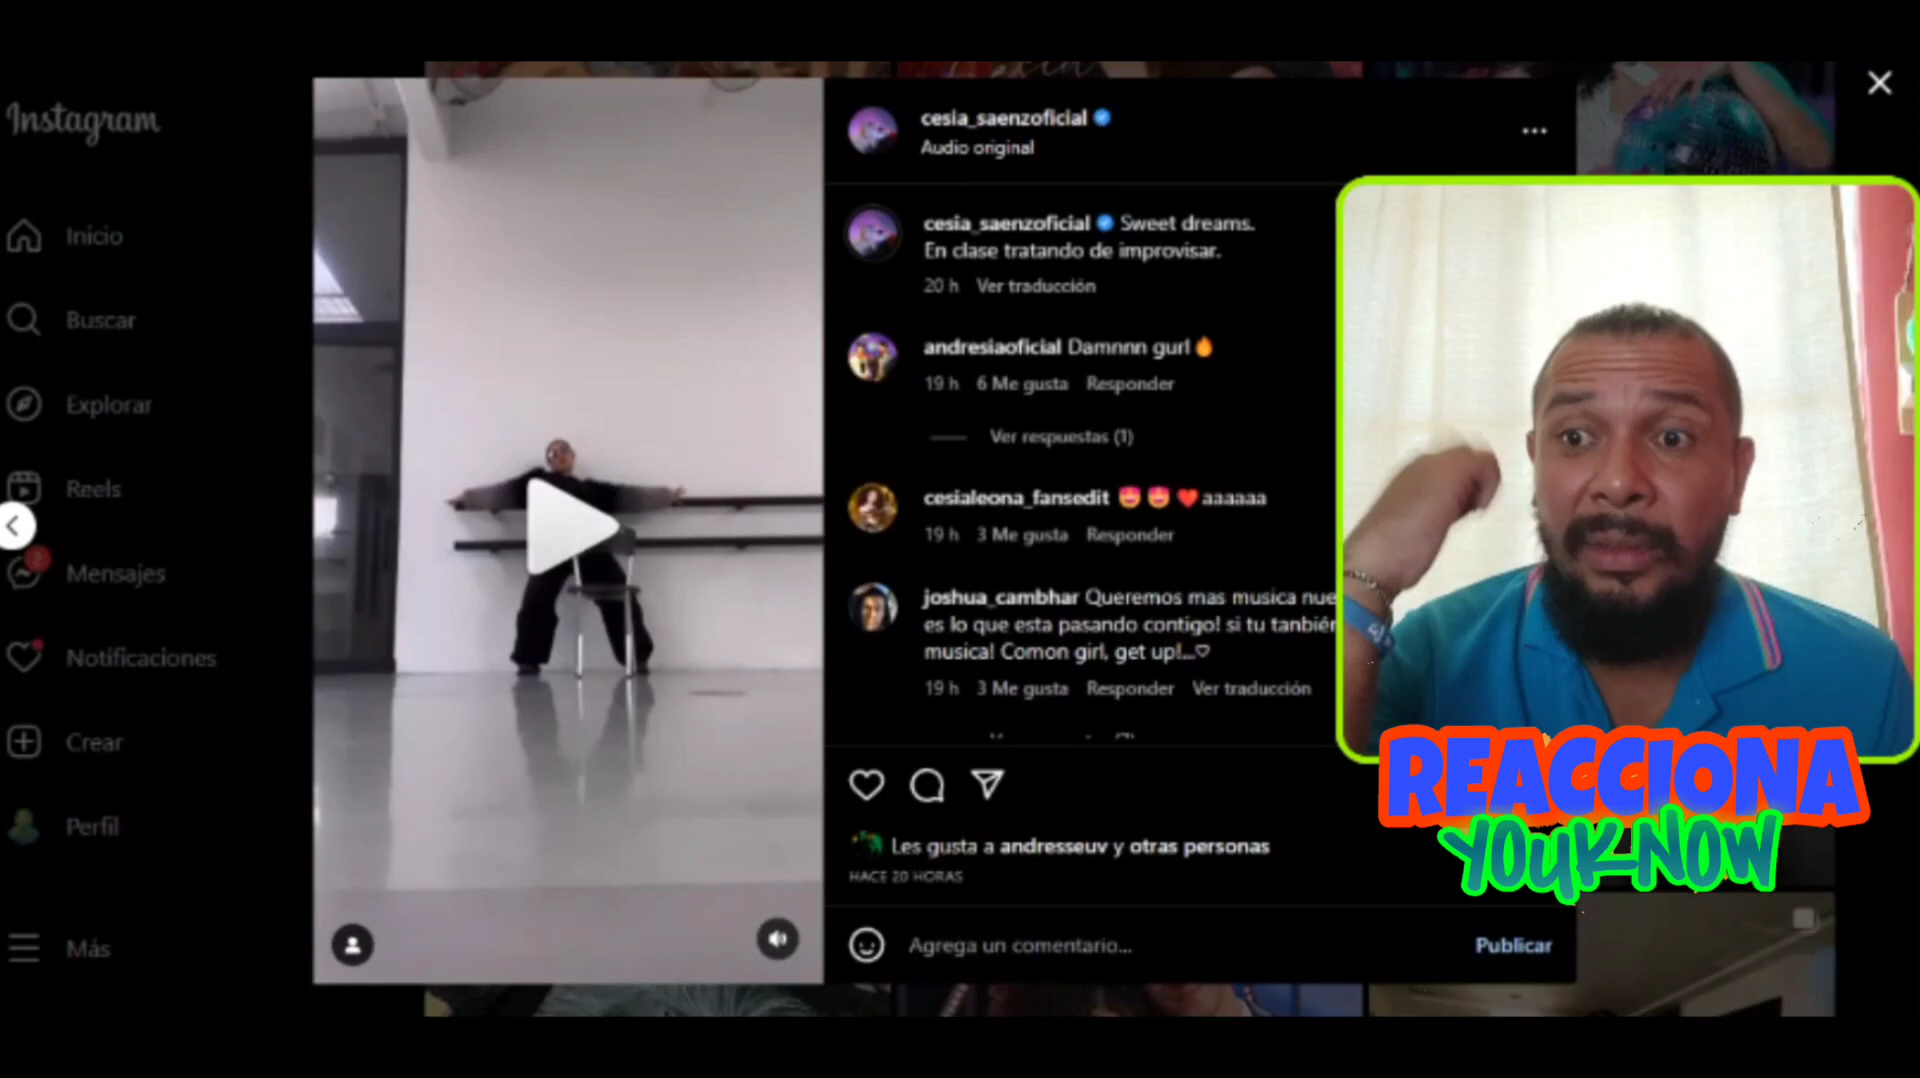 Instagram
Inicio
Buscar
Explorar
Reels
Mensajes
Notificaciones
Crear
Perfil
Más
cesia_saenzoficial
Audio original
cesia_saenzoficial Sweet dreams.
En clase tratando de improvisar.
20 h Ver traducción
andresiaoficial Damnnn gurl🔥
19 h 6 Me gusta Responder
Ver respuestas (1)
cesialeona_fansedit 😍😍❤️aaaaaa
19 h 3 Me gusta Responder
joshua_cambhar Queremos mas musica nue
es lo que esta pasando contigo! si tu tanbiér
musica! Comon girl, get up!...♡
19 h 3 Me gusta Responder Ver traducción
Les gusta a andresseuv y otras personas
HACE 20 HORAS
Agrega un comentario...
Publicar
REACCIONA
YOUKNOW